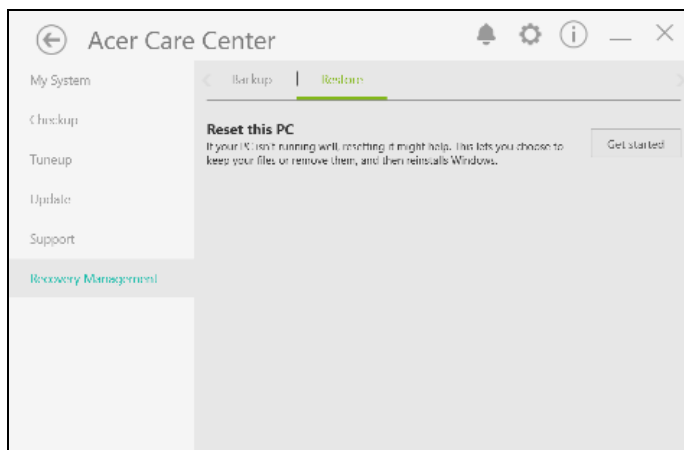 Acer Care Center
My System
Checkup
Tuneup
Update
Support
Recovery Management
Backup
Restore
Reset this PC
If your PC isn't running well, resetting it might help. This lets you choose to
keep your files or remove them, and then reinstalls Windows.
Get started